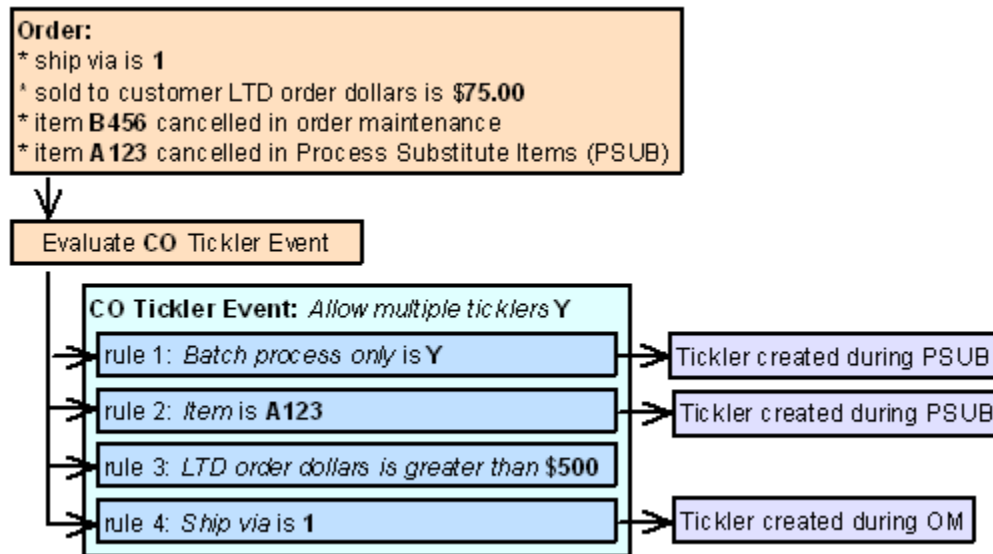 Order:
* ship via is 1
* sold to customer LTD order dollars is $75.00
* item B456 cancelled in order maintenance
* item A123 cancelled in Process Substitute Items (PSUB)
Evaluate CO Tickler Event
CO Tickler Event: Allow multiple ticklers Y
rule 1: Batch process only is Y
Tickler created during PSUB
rule 2: Item is A123
Tickler created during PSUB
rule 3: LTD order dollars is greater than $500
rule 4: Ship via is 1
Tickler created during OM